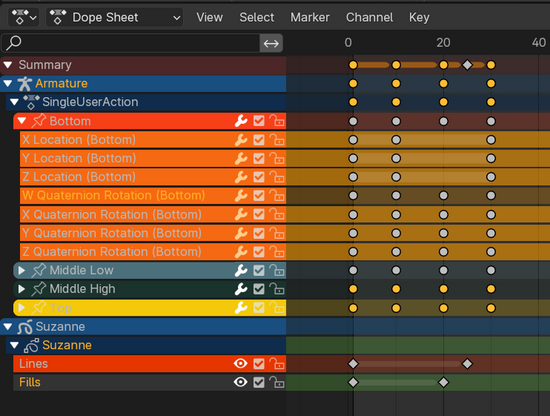 Dope Sheet View Select Marker Channel Key
0 20 40
Summary
Armature
SingleUserAction
Bottom
X Location (Bottom)
Y Location (Bottom)
Z Location (Bottom)
W Quaternion Rotation (Bottom)
X Quaternion Rotation (Bottom)
Y Quaternion Rotation (Bottom)
Z Quaternion Rotation (Bottom)
Middle Low
Middle High
Suzanne
Suzanne
Lines
Fills